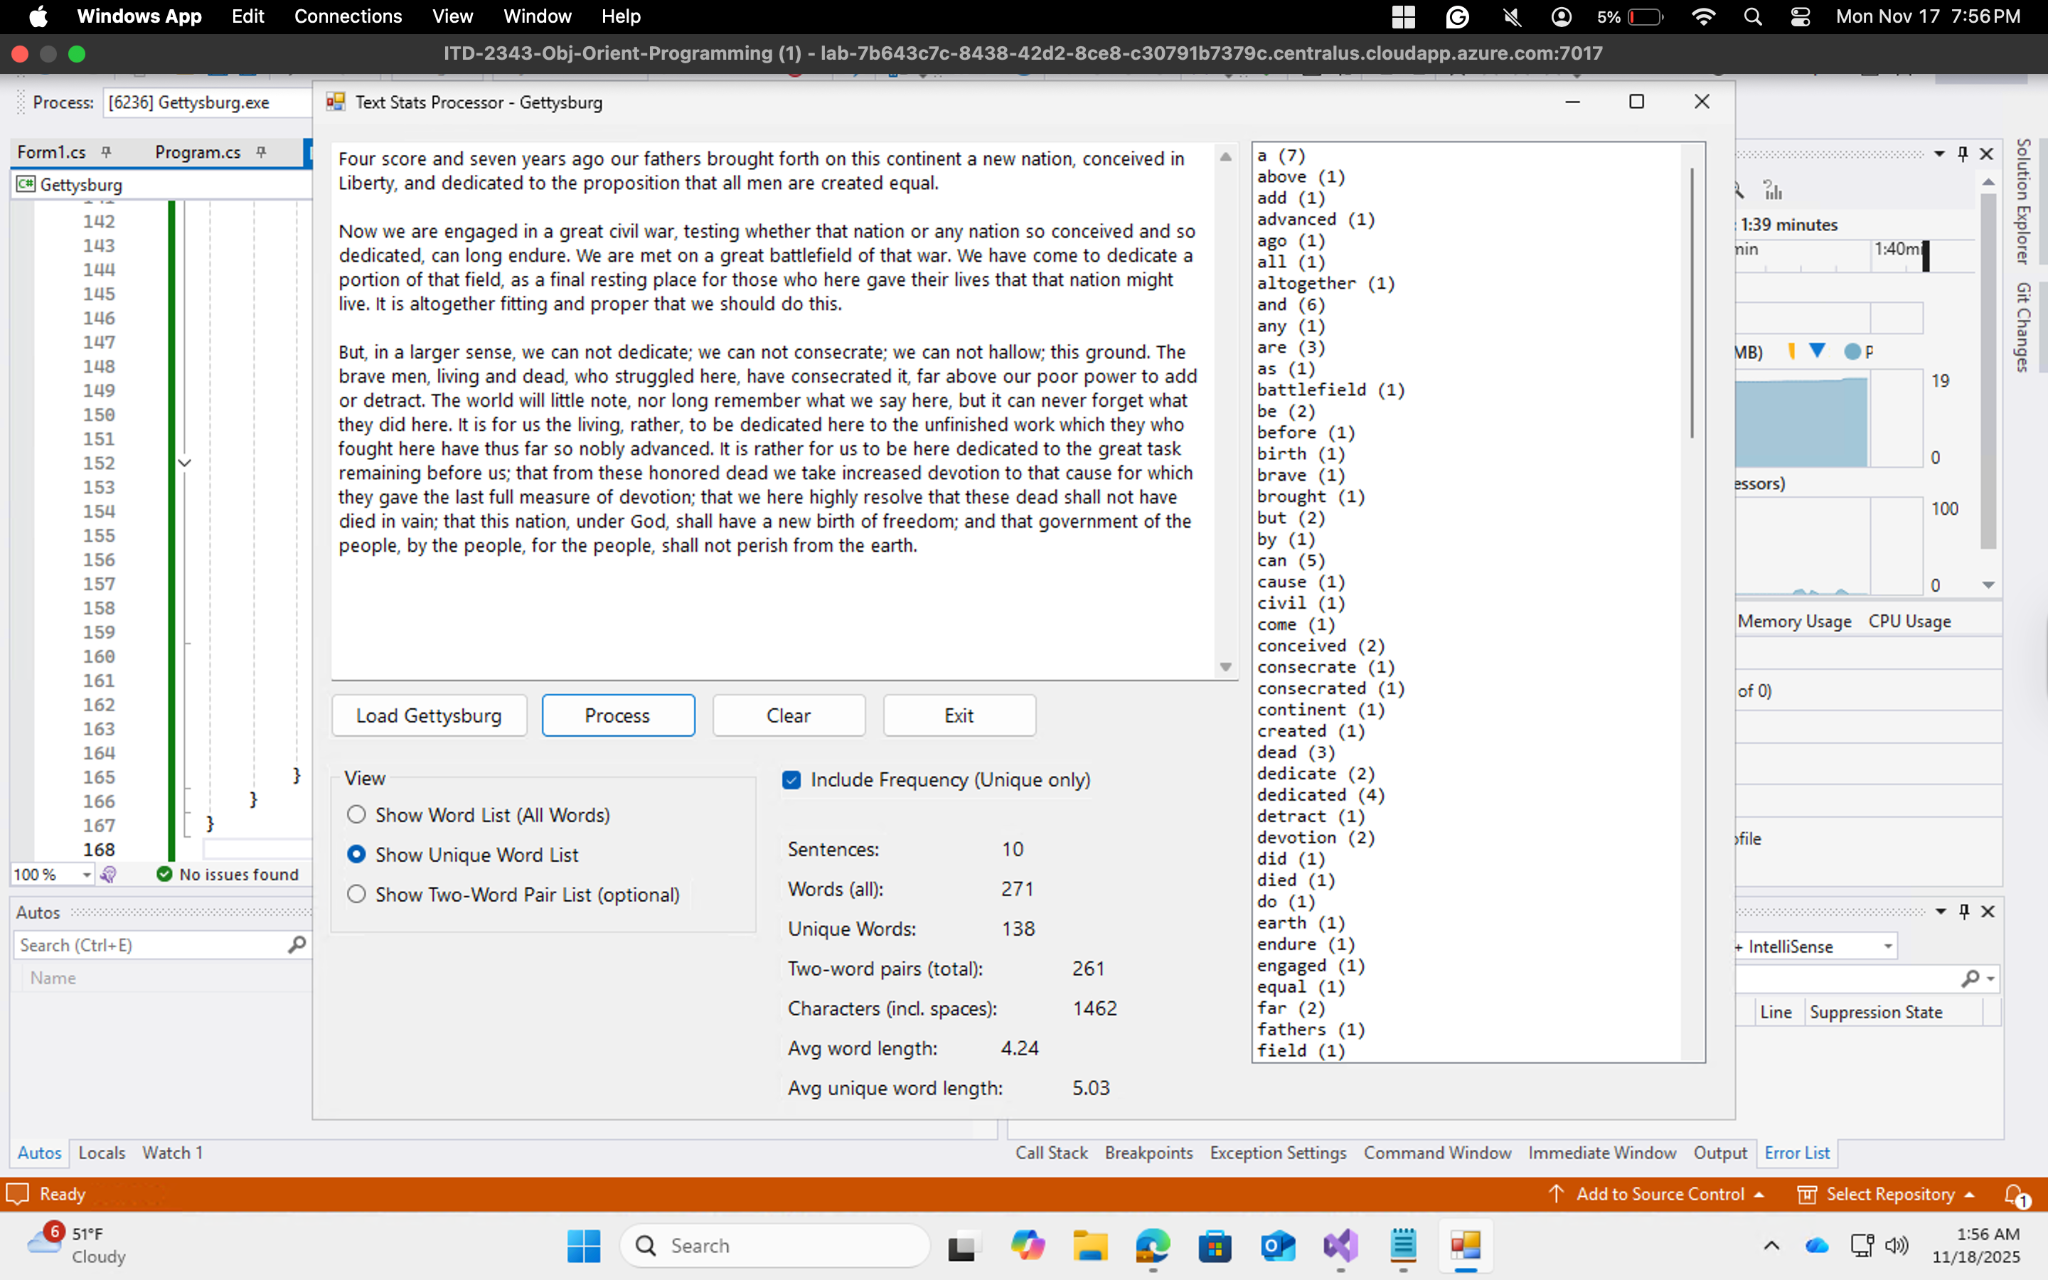 Windows App Edit Connections View Window Help 5% Mon Nov 17 7:56 PM
ITD-2343-Obj-Orient-Programming (1) - lab-7b643c7c-8438-42d2-8ce8-c30791b7379c.centralus.cloudapp.azure.com:7017
Process: [6236] Gettysburg.exe
Form1.cs Program.cs
C# Gettysburg
142
143
144
145
146
147
148
149
150
151
152
153
154
155
156
157
158
159
160
161
162
163
164
165 }
166 }
167 }
168
100 % No issues found
Autos
Search (Ctrl+E)
Name
Autos Locals Watch 1
Text Stats Processor - Gettysburg
Four score and seven years ago our fathers brought forth on this continent a new nation, conceived in
Liberty, and dedicated to the proposition that all men are created equal.
Now we are engaged in a great civil war, testing whether that nation or any nation so conceived and so
dedicated, can long endure. We are met on a great battlefield of that war. We have come to dedicate a
portion of that field, as a final resting place for those who here gave their lives that that nation might
live. It is altogether fitting and proper that we should do this.
But, in a larger sense, we can not dedicate; we can not consecrate; we can not hallow; this ground. The
brave men, living and dead, who struggled here, have consecrated it, far above our poor power to add
or detract. The world will little note, nor long remember what we say here, but it can never forget what
they did here. It is for us the living, rather, to be dedicated here to the unfinished work which they who
fought here have thus far so nobly advanced. It is rather for us to be here dedicated to the great task
remaining before us; that from these honored dead we take increased devotion to that cause for which
they gave the last full measure of devotion; that we here highly resolve that these dead shall not have
died in vain; that this nation, under God, shall have a new birth of freedom; and that government of the
people, by the people, for the people, shall not perish from the earth.
Load Gettysburg Process Clear Exit
View
Show Word List (All Words)
Show Unique Word List
Show Two-Word Pair List (optional)
Include Frequency (Unique only)
Sentences: 10
Words (all): 271
Unique Words: 138
Two-word pairs (total): 261
Characters (incl. spaces): 1462
Avg word length: 4.24
Avg unique word length: 5.03
a (7)
above (1)
add (1)
advanced (1)
ago (1)
all (1)
altogether (1)
and (6)
any (1)
are (3)
as (1)
battlefield (1)
be (2)
before (1)
birth (1)
brave (1)
brought (1)
but (2)
by (1)
can (5)
cause (1)
civil (1)
come (1)
conceived (2)
consecrate (1)
consecrated (1)
continent (1)
created (1)
dead (3)
dedicate (2)
dedicated (4)
detract (1)
devotion (2)
did (1)
died (1)
do (1)
earth (1)
endure (1)
engaged (1)
equal (1)
far (2)
fathers (1)
field (1)
: 1:39 minutes
min 1:40mi
MB) P
19
0
essors)
100
0
Memory Usage CPU Usage
of 0)
ofile
+ IntelliSense
Line Suppression State
Solution Explorer
Git Changes
Call Stack Breakpoints Exception Settings Command Window Immediate Window Output Error List
Ready Add to Source Control Select Repository 1
6 51°F
Cloudy
Search
1:56 AM
11/18/2025